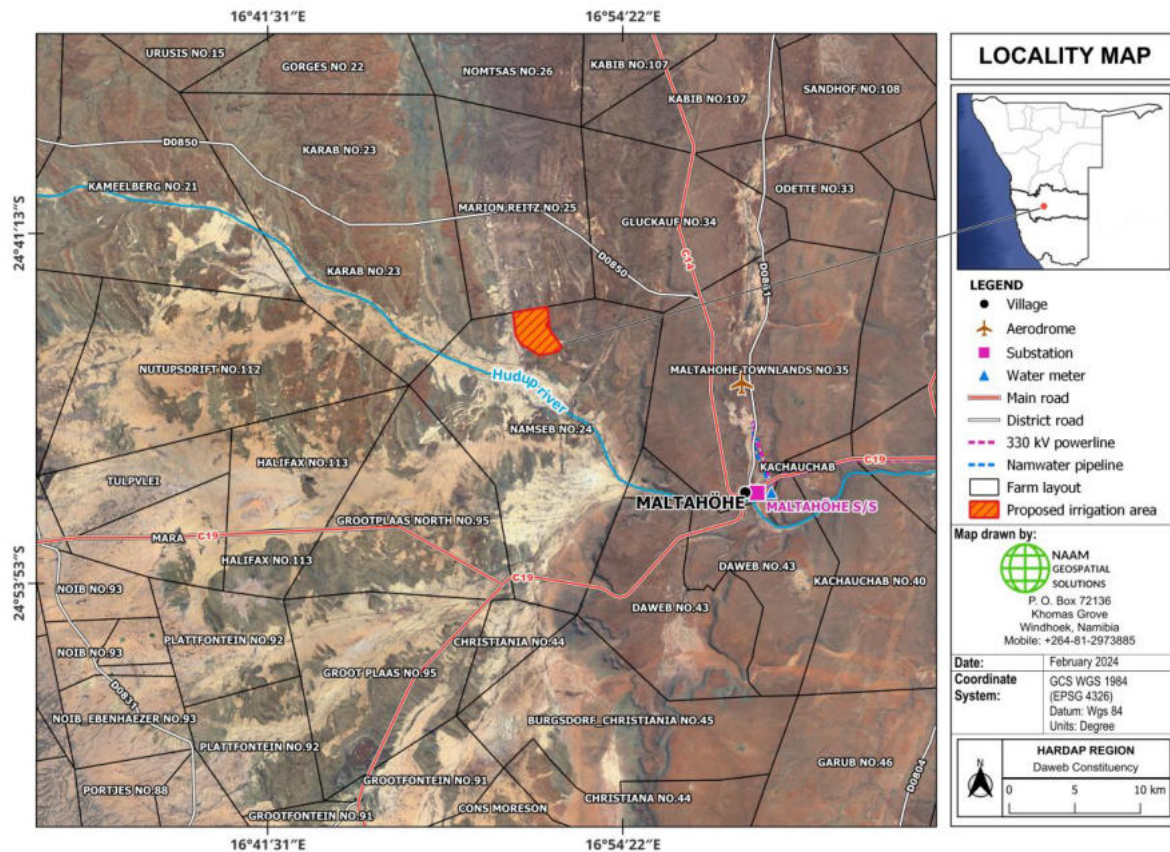 16°41'31"E
16°54'22"E
24°41'13"S
24°53'53"S
URUSIS NO.15
GORGES NO.22
NOMTSAS NO.26
KABIB NO.107
KABIB NO.107
SANDHOF NO.108
D0850
KARAB NO.23
KAMEELBERG NO.21
ODETTE NO.33
MARION REITZ NO.25
GLUCKAUF NO.34
C14
D0850
D0861
KARAB NO.23
NUTUPSDRIFT NO.112
Hudup river
MALTAHOHE TOWNLANDS NO.35
NAMSEB NO.24
HALIFAX NO.113
KACHAUCHAB
C19
TULPVLEI
MALTAHÖHE
MALTAHÖHE S/S
GROOTPLAAS NORTH NO.95
MARA
C19
HALIFAX NO.113
C19
DAWEB NO.43
KACHAUCHAB NO.40
NOIB NO.93
DAWEB NO.43
PLATTFONTEIN NO.92
CHRISTIANIA NO.44
NOIB NO.93
GROOT PLAAS NO.95
D0831
NOIB_EBENHAEZER NO.93
BURGSDORF_CHRISTIANIA NO.45
PLATTFONTEIN NO.92
GARUB NO.46
D0804
PORTJES NO.88
GROOTFONTEIN NO.91
CHRISTIANA NO.44
CONS MORESON
GROOTFONTEIN NO.91
16°41'31"E
16°54'22"E
LOCALITY MAP
LEGEND
Village
Aerodrome
Substation
Water meter
Main road
District road
330 kV powerline
Namwater pipeline
Farm layout
Proposed irrigation area
Map drawn by:
NAAM
GEOSPATIAL
SOLUTIONS
P. O. Box 72136
Khomas Grove
Windhoek, Namibia
Mobile: +264-81-2973885
Date: February 2024
Coordinate System: GCS WGS 1984
(EPSG 4326)
Datum: Wgs 84
Units: Degree
N
HARDAP REGION
Daweb Constituency
0 5 10 km